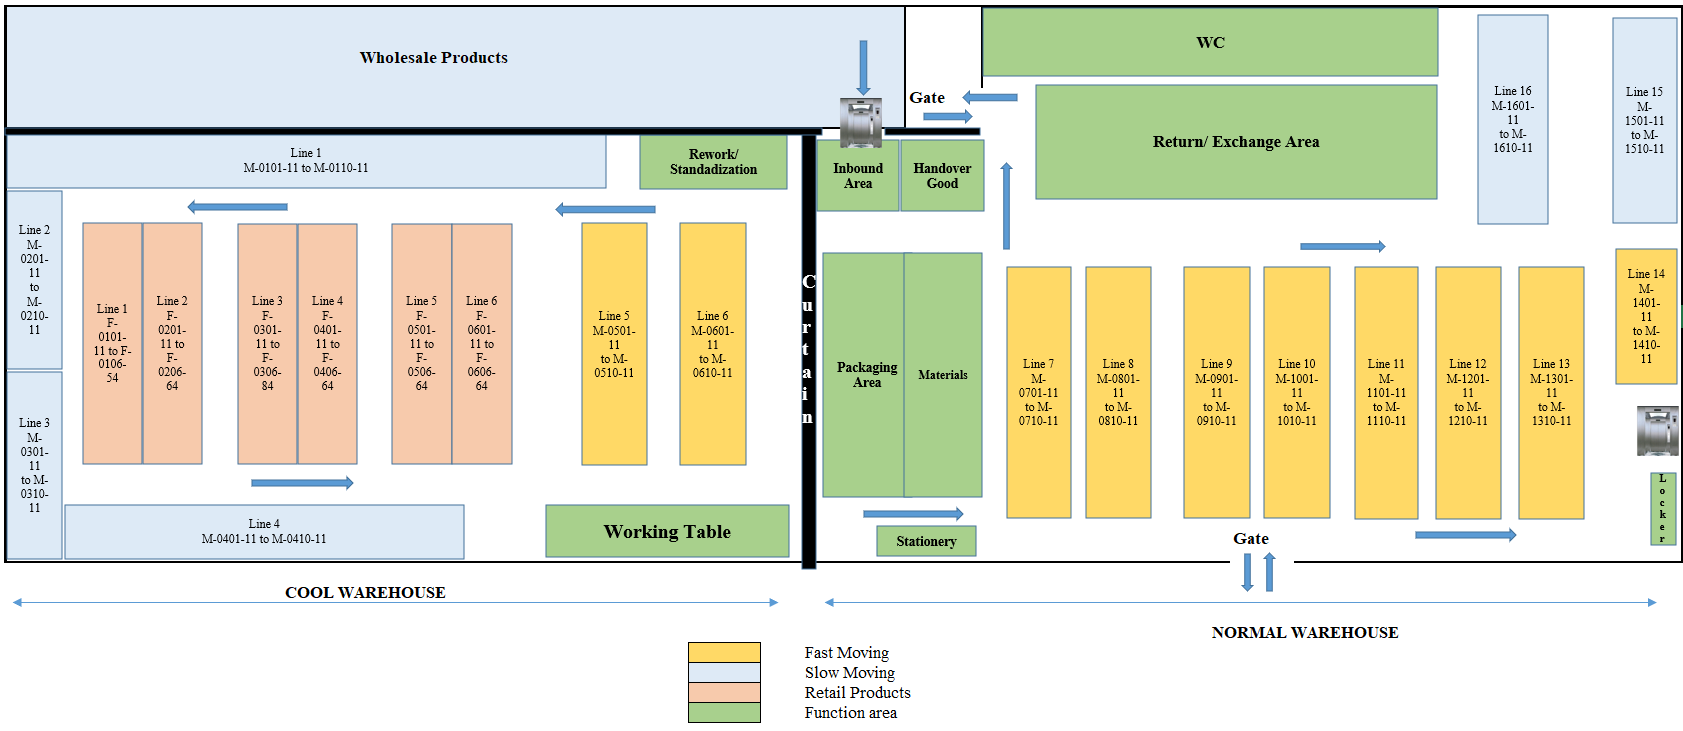 Wholesale Products
WC
Gate
Return/ Exchange Area
Line 16
M-1601-
11
to M-
1610-11
Line 15
M-
1501-11
to M-
1510-11
Line 1
M-0101-11 to M-0110-11
Rework/
Standadization
Inbound
Area
Handover
Good
Line 2
M-
0201-
11
to
M-
0210-
11
Line 3
M-
0301-
11
to M-
0310-
11
Line 1
F-
0101-
11 to F-
0106-
54
Line 2
F-
0201-
11 to
F-
0206-
64
Line 3
F-
0301-
11 to
F-
0306-
84
Line 4
F-
0401-
11 to
F-
0406-
64
Line 5
F-
0501-
11 to
F-
0506-
64
Line 6
F-
0601-
11 to
F-
0606-
64
Line 5
M-0501-
11
to M-
0510-11
Line 6
M-0601-
11
to M-
0610-11
C
u
r
t
a
i
n
Packaging
Area
Materials
Line 7
M-
0701-11
to M-
0710-11
Line 8
M-0801-
11
to M-
0810-11
Line 9
M-0901-
11
to M-
0910-11
Line 10
M-1001-
11
to M-
1010-11
Line 11
M-
1101-11
to M-
1110-11
Line 12
M-1201-
11
to M-
1210-11
Line 13
M-1301-
11
to M-
1310-11
Line 14
M-
1401-
11
to M-
1410-
11
L
o
c
k
e
r
Line 4
M-0401-11 to M-0410-11
Working Table
Stationery
Gate
COOL WAREHOUSE
NORMAL WAREHOUSE
Fast Moving
Slow Moving
Retail Products
Function area